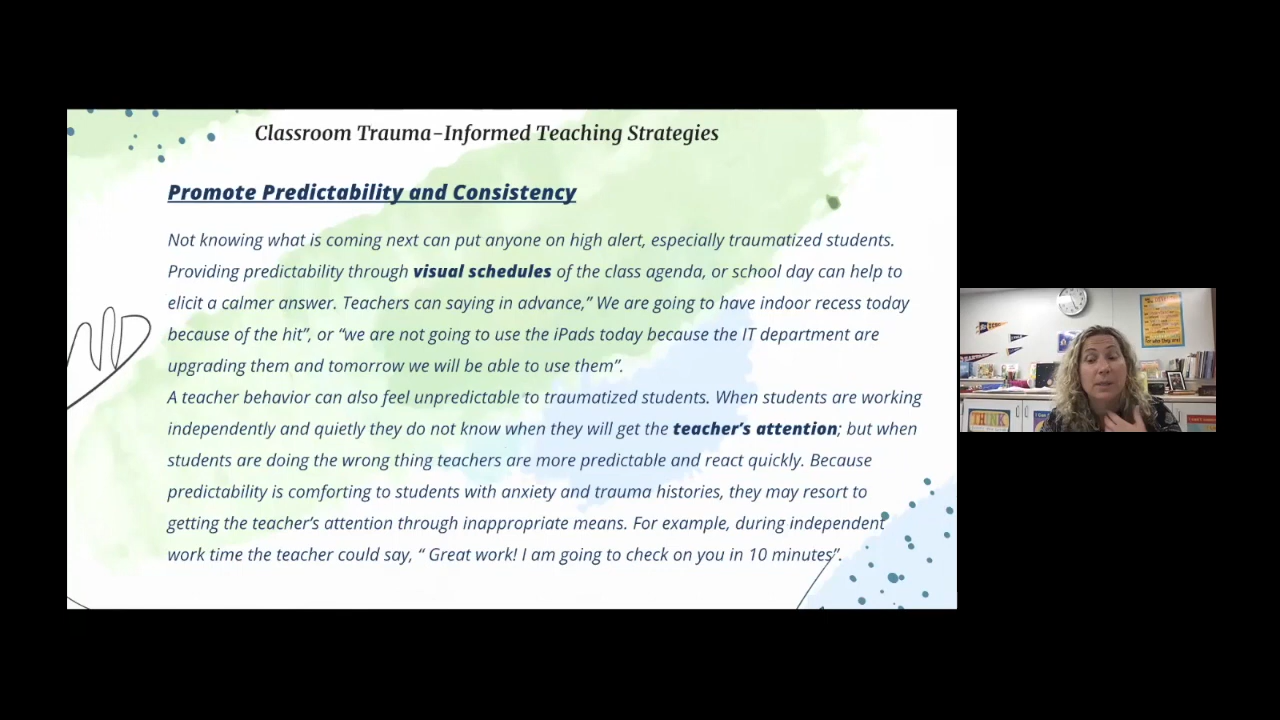 Classroom Trauma-Informed Teaching Strategies
Promote Predictability and Consistency
Not knowing what is coming next can put anyone on high alert, especially traumatized students.
Providing predictability through visual schedules of the class agenda, or school day can help to
elicit a calmer answer. Teachers can saying in advance,” We are going to have indoor recess today
because of the hit”, or “we are not going to use the iPads today because the IT department are
upgrading them and tomorrow we will be able to use them”.
A teacher behavior can also feel unpredictable to traumatized students. When students are working
independently and quietly they do not know when they will get the teacher’s attention; but when
students are doing the wrong thing teachers are more predictable and react quickly. Because
predictability is comforting to students with anxiety and trauma histories, they may resort to
getting the teacher’s attention through inappropriate means. For example, during independent
work time the teacher could say, “ Great work! I am going to check on you in 10 minutes”.
THINK